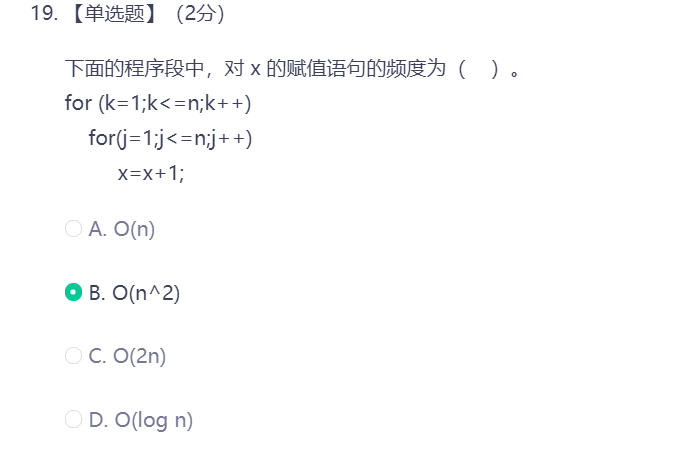 19. 【单选题】（2分）
下面的程序段中，对 x 的赋值语句的频度为（ ）。
for (k=1;k<=n;k++)
for(j=1;j<=n;j++)
x=x+1;
A. O(n)
B. O(n^2)
C. O(2n)
D. O(log n)